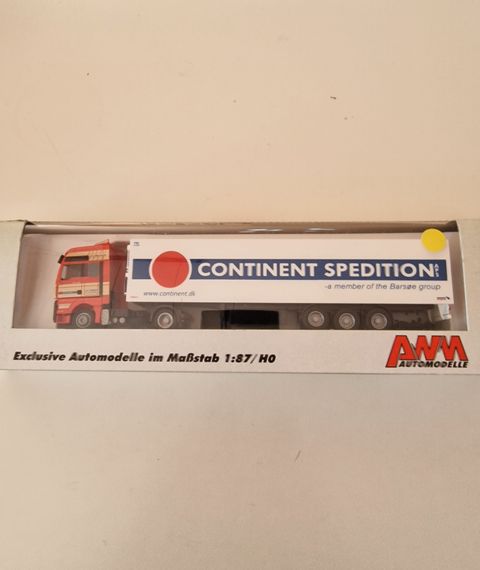 CONTINENT SPEDITION APS
-a member of the Barsøe group
www.continent.dk
Exclusive Automodelle im Maßstab 1:87/H0
AWM
AUTOMODELLE